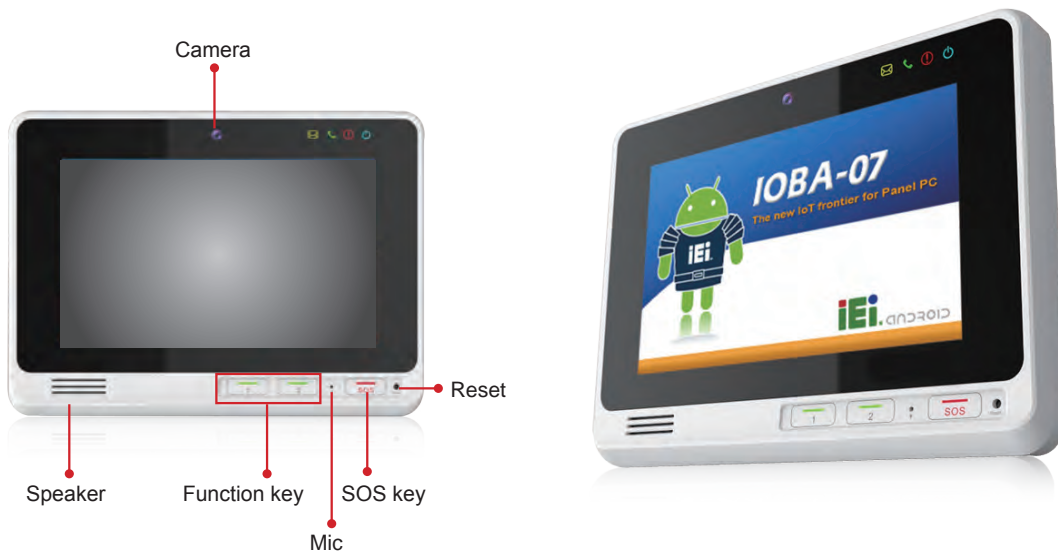 Camera
1
2
SOS
Reset
Speaker
Function key
SOS key
Mic
IOBA-07
The new IoT frontier for Panel PC
iEi.
iEi.
ANDROID
1
2
SOS